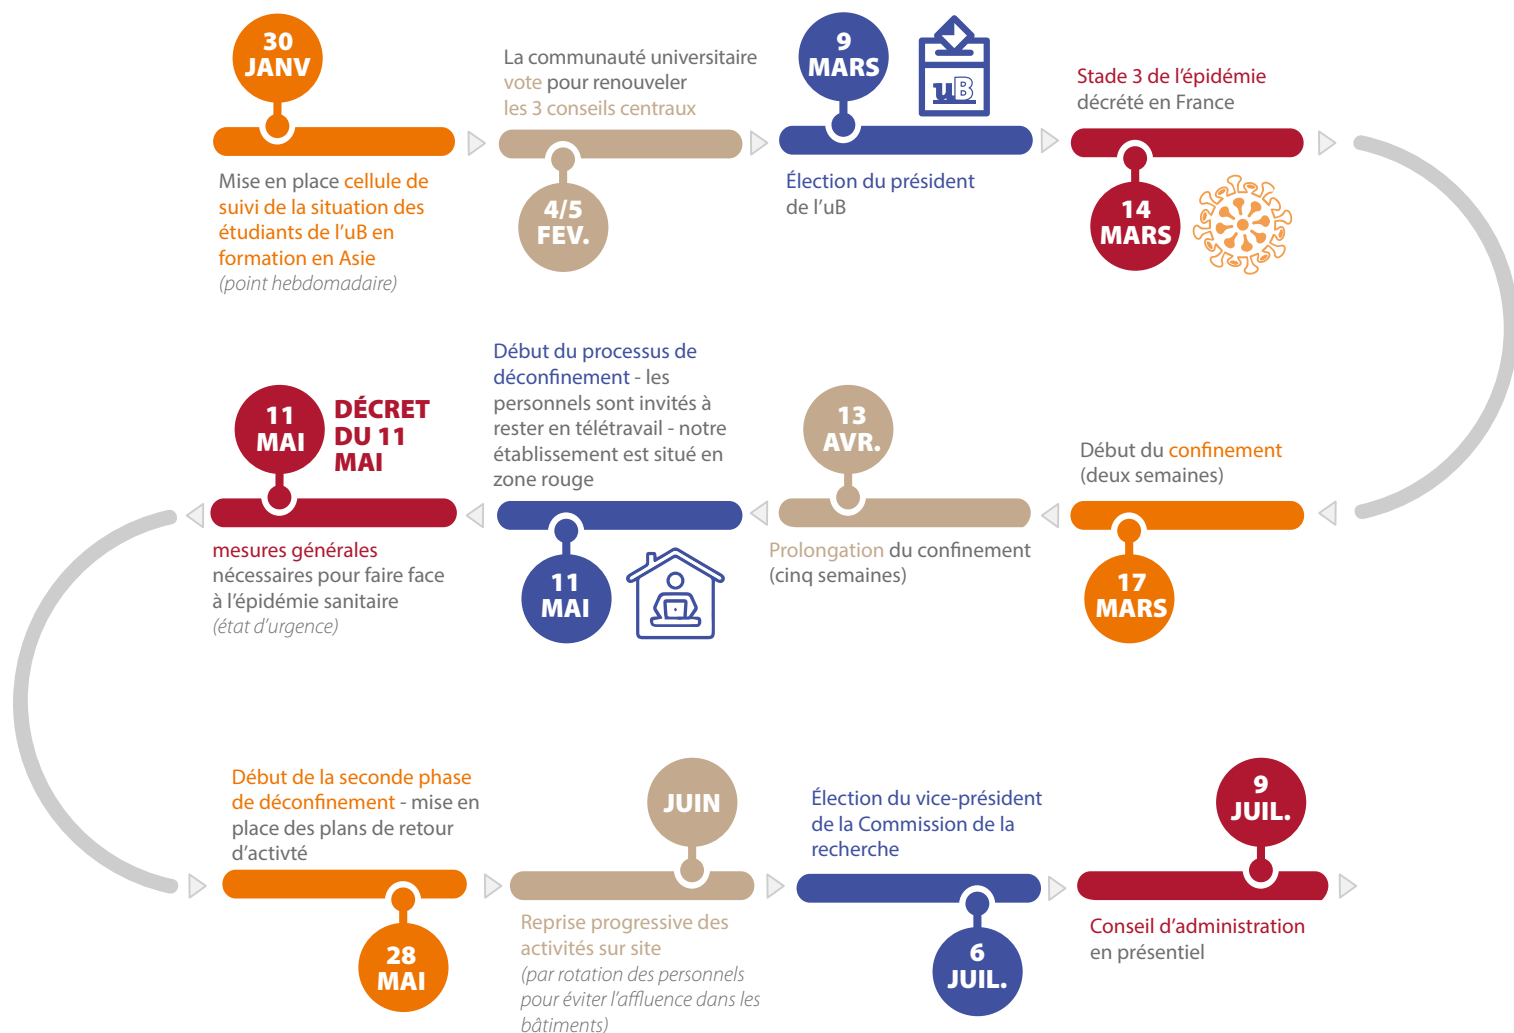 30
JANV
Mise en place cellule de
suivi de la situation des
étudiants de l'uB en
formation en Asie
(point hebdomadaire)
La communauté universitaire
vote pour renouveler
les 3 conseils centraux
4/5
FEV.
9
MARS
uB
Élection du président
de l'uB
Stade 3 de l'épidémie
décrété en France
14
MARS
Début du confinement
(deux semaines)
17
MARS
13
AVR.
Prolongation du confinement
(cinq semaines)
Début du processus de
déconfinement - les
personnels sont invités à
rester en télétravail - notre
établissement est situé en
zone rouge
11
MAI
11
MAI
DÉCRET
DU 11
MAI
mesures générales
nécessaires pour faire face
à l'épidémie sanitaire
(état d'urgence)
Début de la seconde phase
de déconfinement - mise en
place des plans de retour
d'activté
28
MAI
JUIN
Reprise progressive des
activités sur site
(par rotation des personnels
pour éviter l'affluence dans les
bâtiments)
Élection du vice-président
de la Commission de la
recherche
6
JUIL.
9
JUIL.
Conseil d'administration
en présentiel